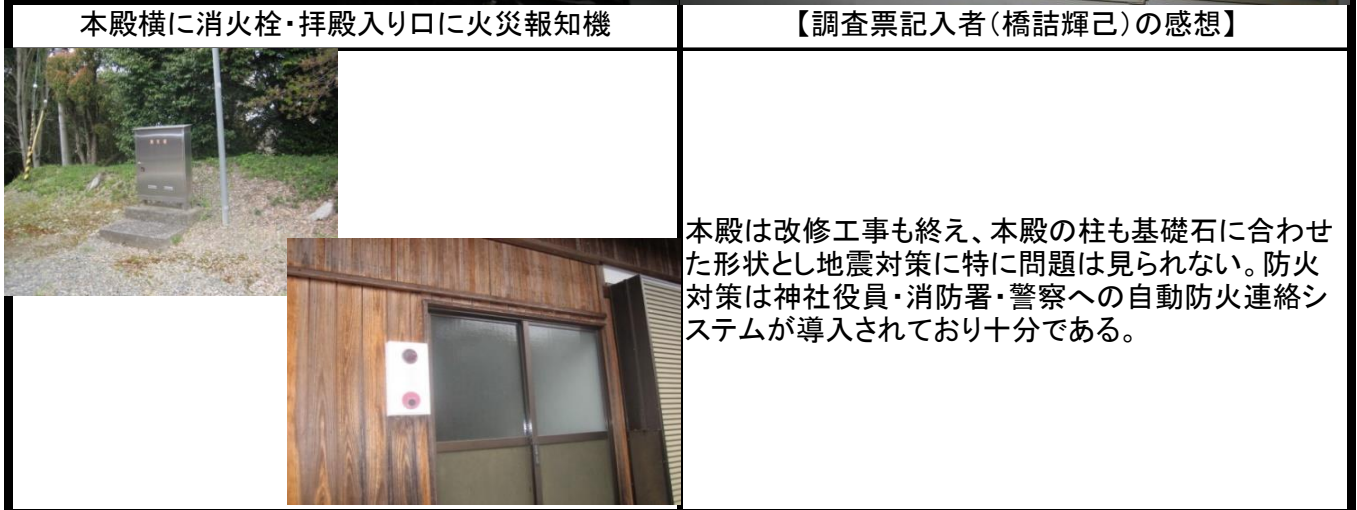 本殿横に消火栓・拝殿入り口に火災報知機
【調査票記入者(橋詰輝己)の感想】
本殿は改修工事も終え、本殿の柱も基礎石に合わせ
た形状とし地震対策に特に問題は見られない。防火
対策は神社役員・消防署・警察への自動防火連絡シ
ステムが導入されており十分である。